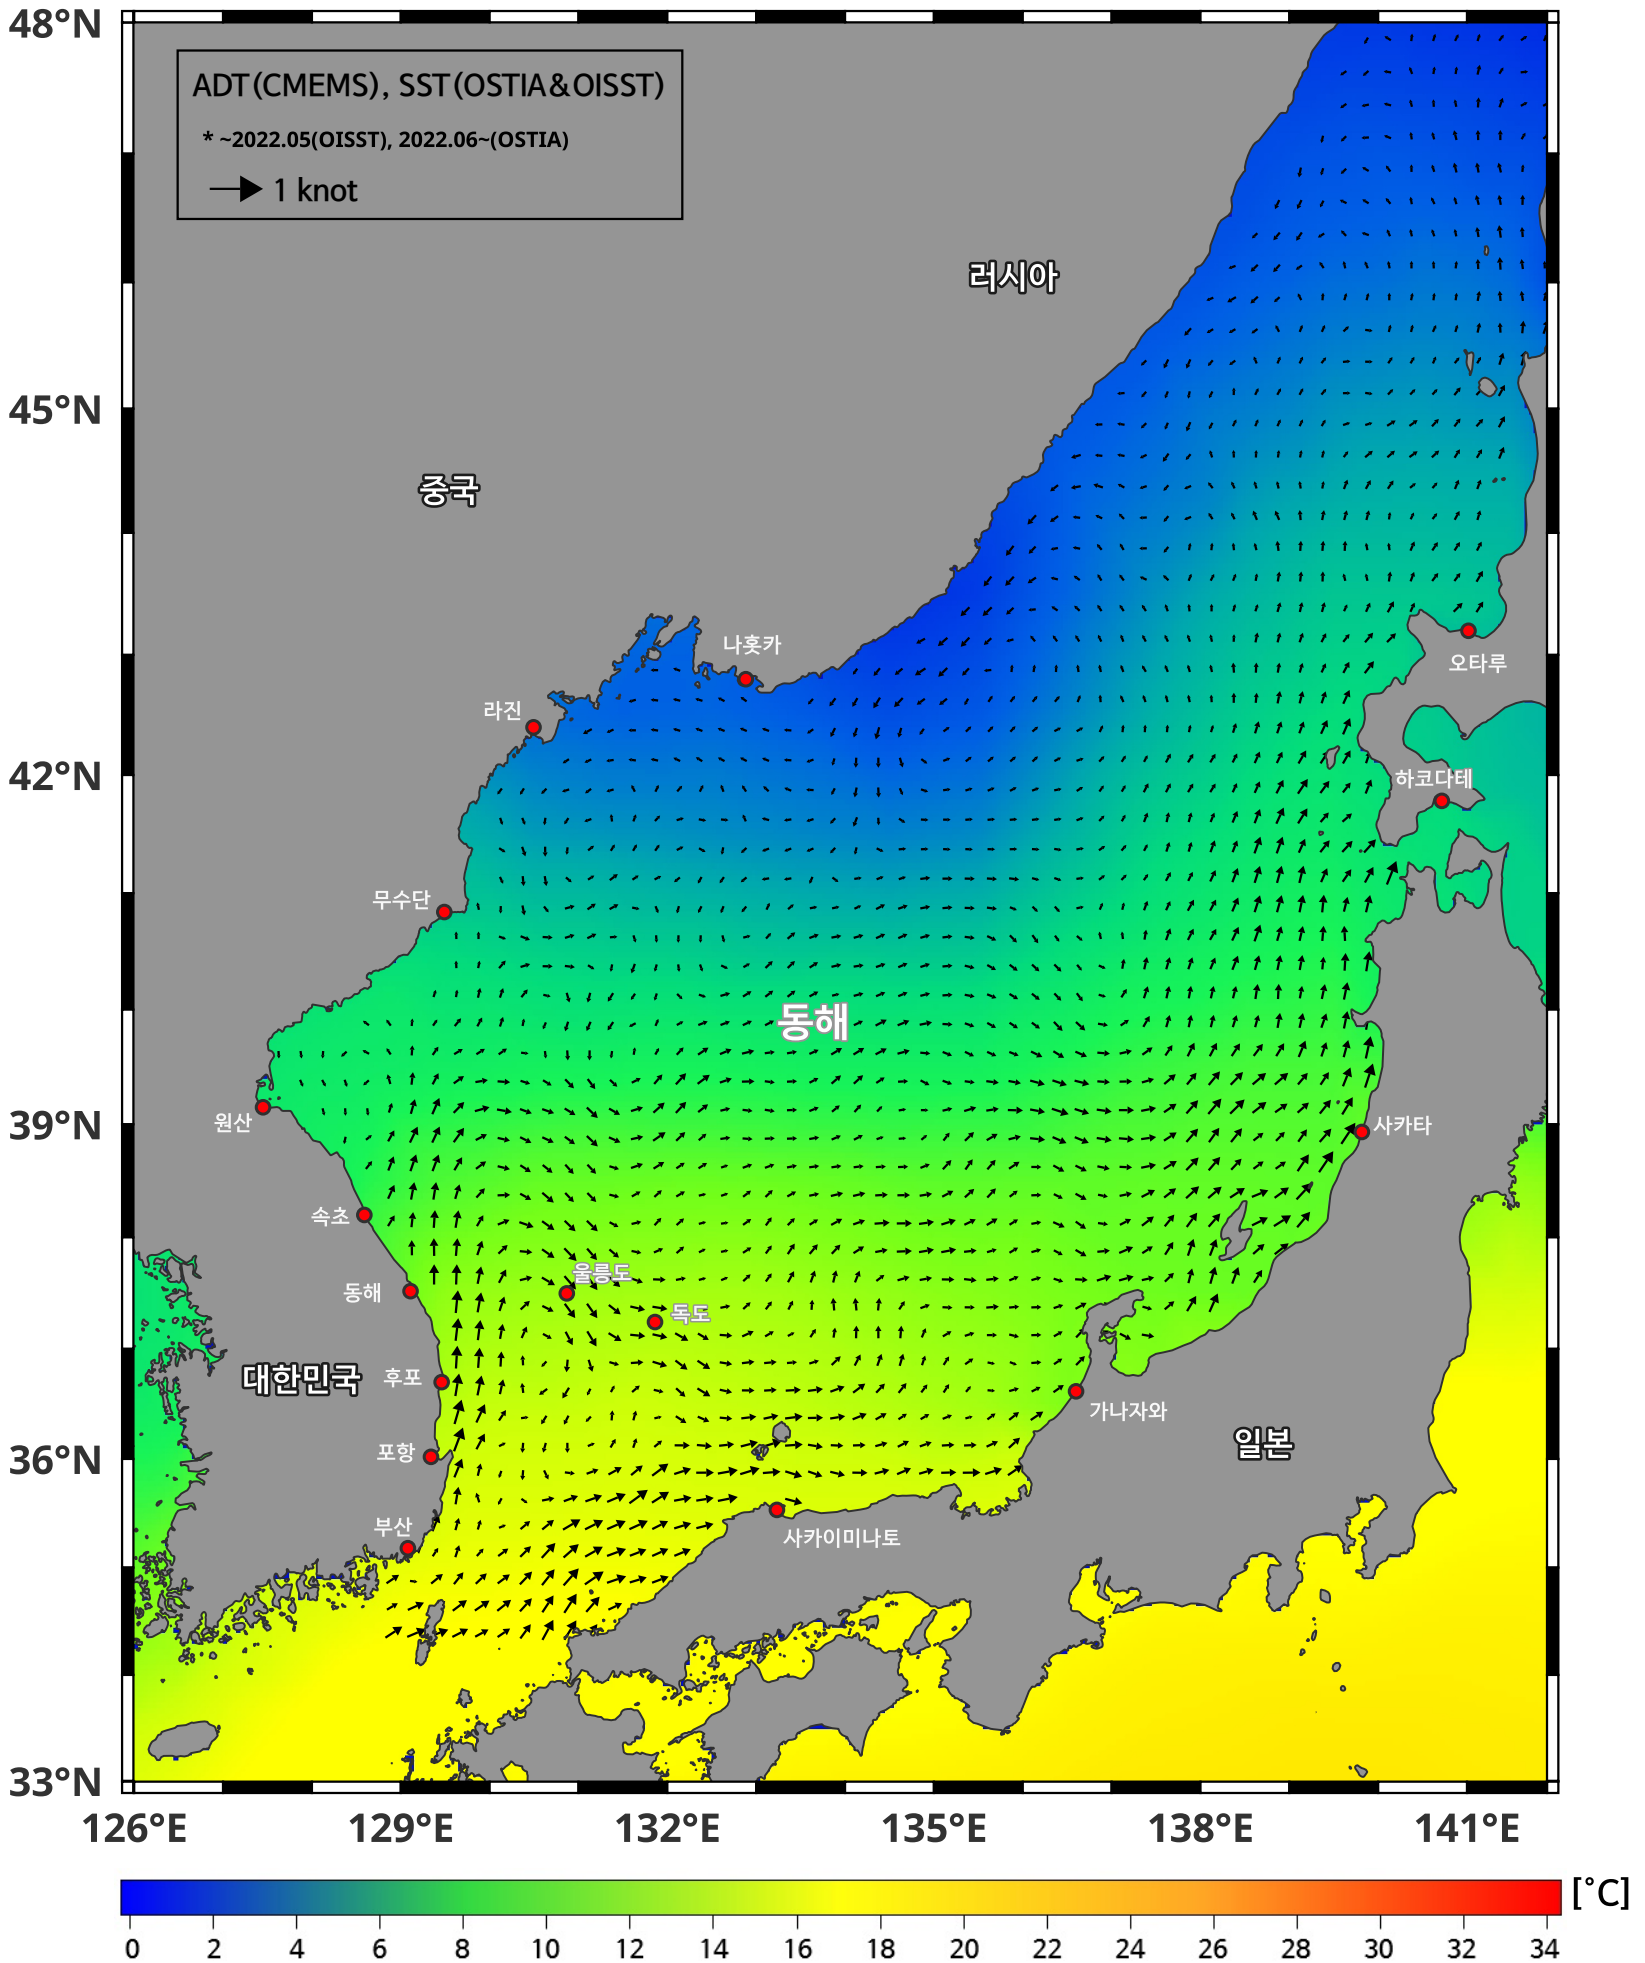 48°N
ADT(CMEMS), SST(OSTIA&OISST)
* ~2022.05(OISST), 2022.06~(OSTIA)
1 knot
러시아
45°N
중국
나홋카
오타루
라진
42°N
하코다테
무수단
동해
39°N
원산
사카타
속초
울릉도
동해
독도
대한민국
후포
가나자와
일본
36°N
포항
부산
사카이미나토
33°N
126°E 129°E 132°E 135°E 138°E 141°E
[°C]
0 2 4 6 8 10 12 14 16 18 20 22 24 26 28 30 32 34